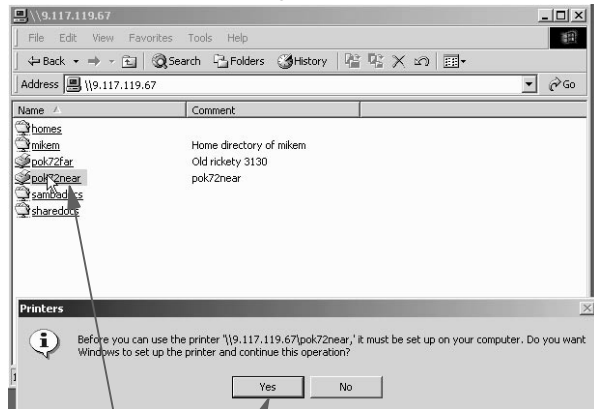 \\9.117.119.67
File Edit View Favorites Tools Help
Back Search Folders History
Address \\9.117.119.67 Go
Name Comment
homes
mikem Home directory of mikem
pok72far Old rickety 3130
pok72near pok72near
sambadocs
sharedocs
Printers
Before you can use the printer '\\9.117.119.67\pok72near,' it must be set up on your computer. Do you want
Windows to set up the printer and continue this operation?
Yes No